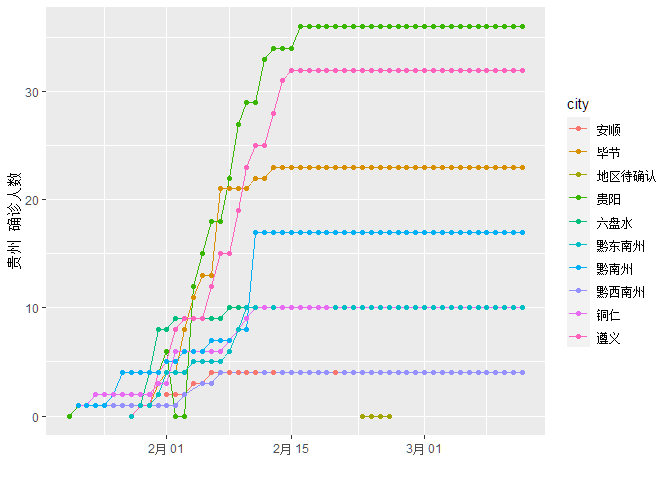 贵州 确诊人数
30
20
10
0
2月 01
2月 15
3月 01
city
安顺
毕节
地区待确认
贵阳
六盘水
黔东南州
黔南州
黔西南州
铜仁
遵义